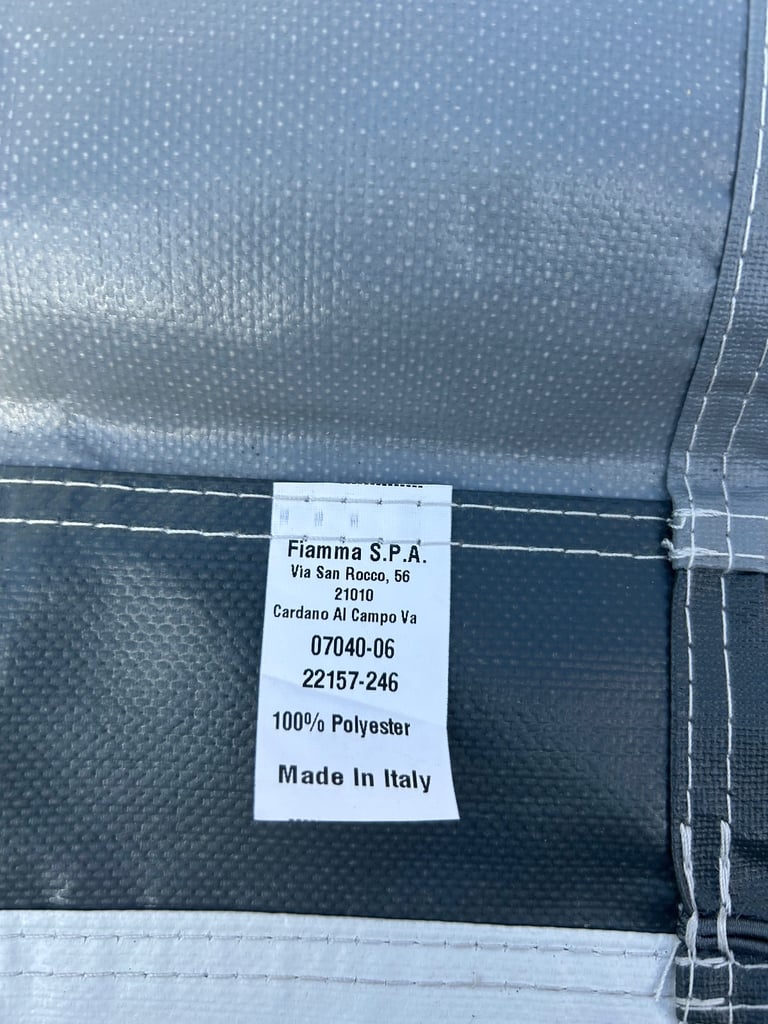 Fiamma S.P.A.
Via San Rocco, 56
21010
Cardano Al Campo Va
07040-06
22157-246
100% Polyester
Made In Italy